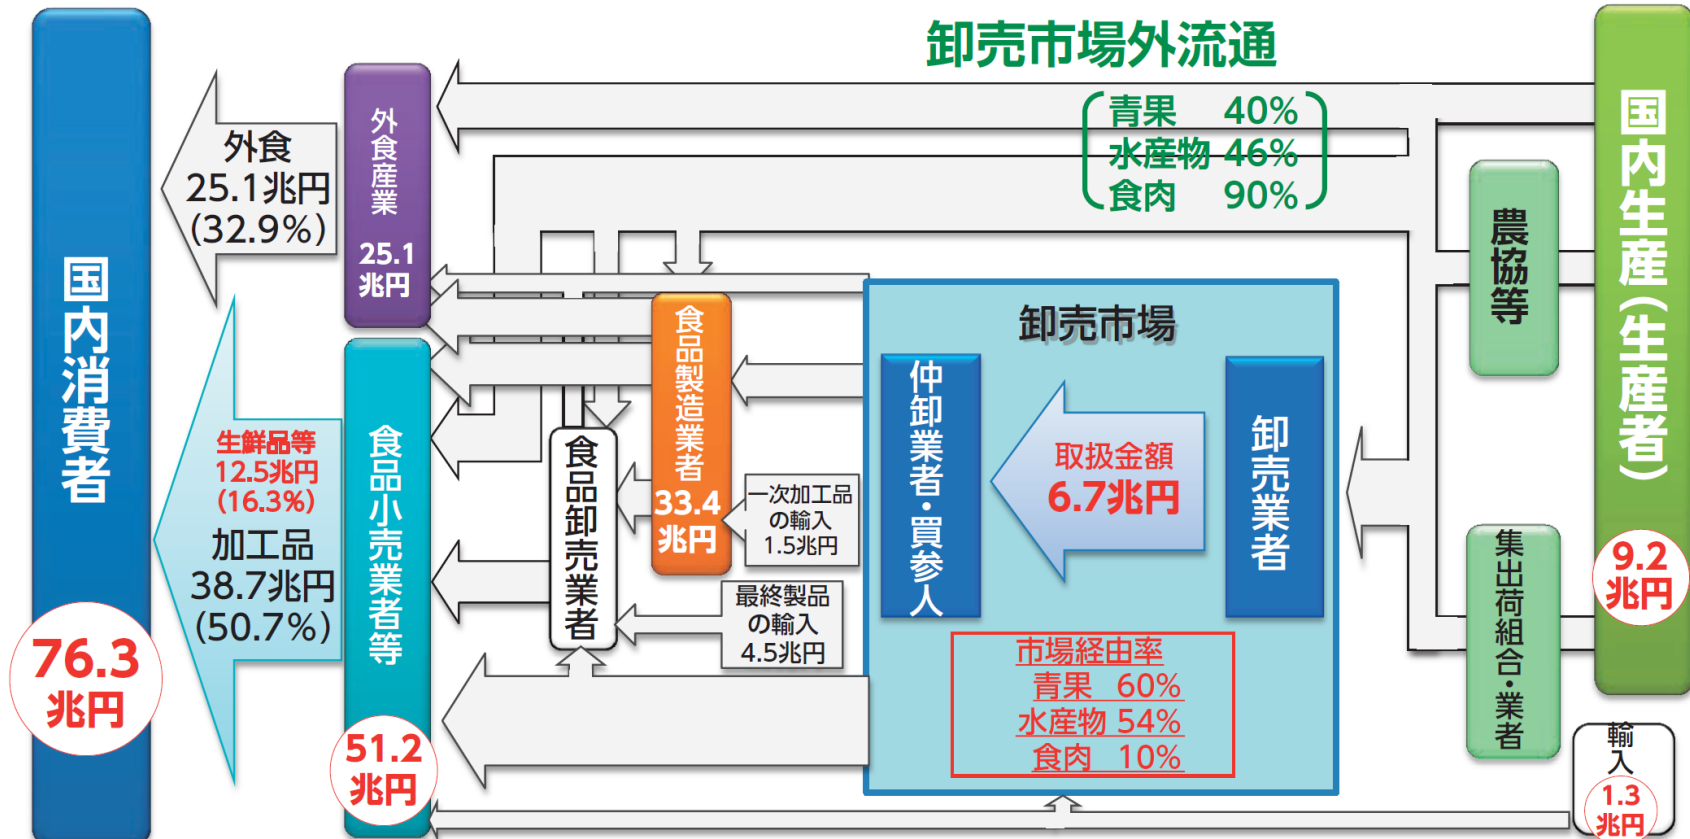 卸売市場外流通
青果 40%
水産物 46%
食肉 90%
国内消費者
76.3
兆円
外食
25.1兆円
(32.9%)
生鮮品等
12.5兆円
(16.3%)
加工品
38.7兆円
(50.7%)
外食産業
25.1
兆円
食品小売業者等
51.2
兆円
食品卸売業者
食品製造業者
33.4
兆円
一次加工品
の輸入
1.5兆円
最終製品
の輸入
4.5兆円
卸売市場
仲卸業者・買参人
取扱金額
6.7兆円
卸売業者
市場経由率
青果 60%
水産物 54%
食肉 10%
農協等
集出荷組合・業者
国内生産(生産者)
9.2
兆円
輸入
1.3
兆円